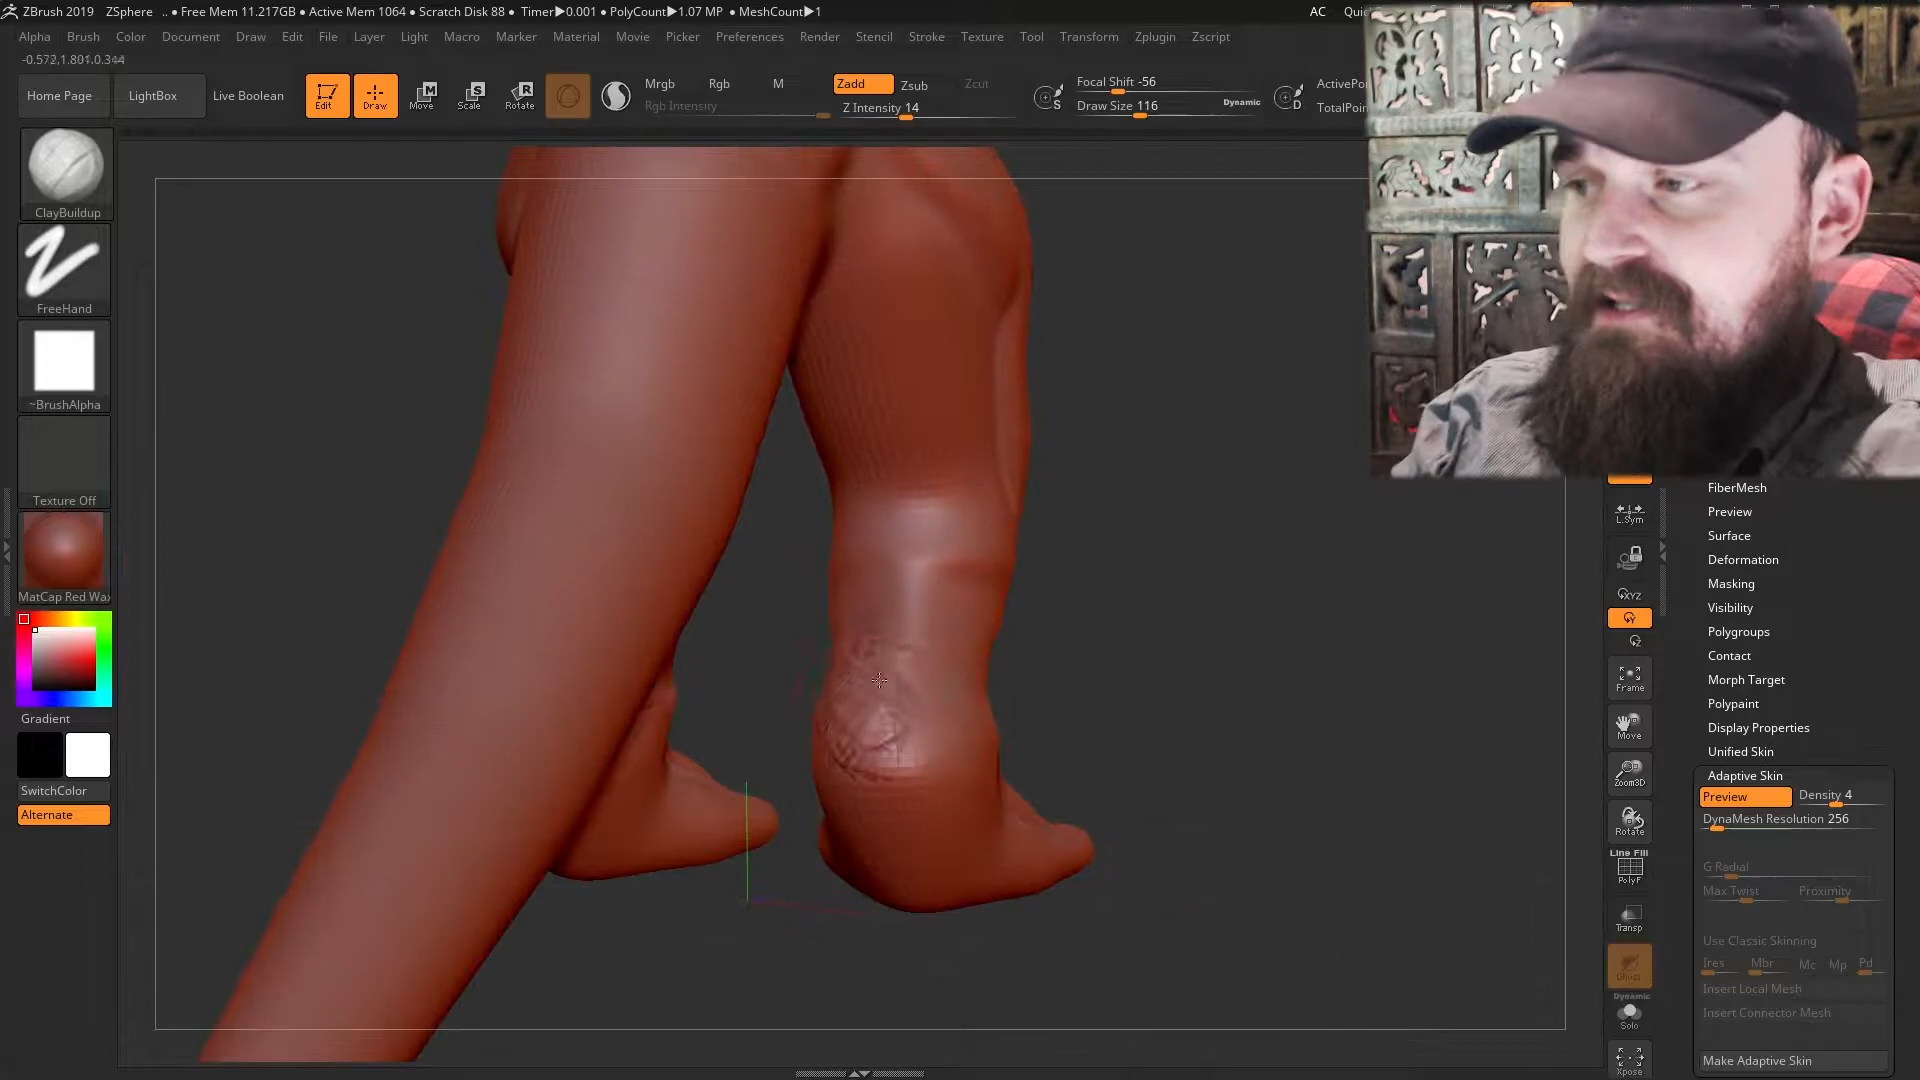 ZBrush 2019 ZSphere .. ● Free Mem 11.217GB ● Active Mem 1064 ● Scratch Disk 88 ● Timer▶0.001 ● PolyCount▶1.07 MP ● MeshCount▶1 AC
Alpha Brush Color Document Draw Edit File Layer Light Macro Marker Material Movie Picker Preferences Render Stencil Stroke Texture Tool Transform Zplugin Zscript
-0.572,1.801,0.344
Home Page LightBox Live Boolean Edit Draw Move Scale Rotate Mrgb Rgb M Zadd Zsub Zcut Focal Shift -56
Rgb Intensity Z Intensity 14 S Draw Size 116 Dynamic D
ClayBuildup
FreeHand
~BrushAlpha
Texture Off
MatCap Red Wax
Gradient
SwitchColor
Alternate
L.Sym
XYZ
Y
Z
Frame
Move
Zoom3D
Rotate
Line Fill
PolyF
Transp
Ghost
Dynamic
Solo
Xpose
FiberMesh
Preview
Surface
Deformation
Masking
Visibility
Polygroups
Contact
Morph Target
Polypaint
Display Properties
Unified Skin
Adaptive Skin
Preview Density 4
DynaMesh Resolution 256
G Radial
Max Twist Proximity
Use Classic Skinning
Ires Mbr Mc Mp Pd
Insert Local Mesh
Insert Connector Mesh
Make Adaptive Skin